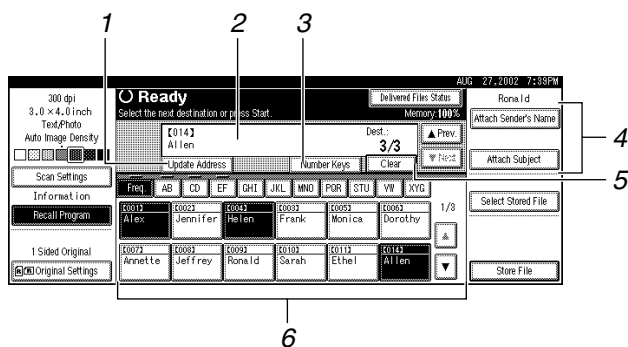 1 2 3
AUG 27,2002 7:39PM
300 dpi
3.0×4.0inch
Text/Photo
Auto Image Density
Scan Settings
Information
Recall Program
1 Sided Original
Original Settings
Ready
Select the next destination or press Start.
Delivered Files Status
Memory:100%
[014]
Allen
Dest.:
3/3
▲ Prev.
▼ Next
Update Address
Number Keys
Clear
Freq. AB CD EF GHI JKL MNO PQR STU VW XYG
[001] [002] [004] [003] [005] [006]
Alex Jennifer Helen Frank Monica Dorothy
1/3
[007] [008] [009] [010] [011] [014]
Annette Jeffrey Ronald Sarah Ethel Allen
▲
▼
Ronald
Attach Sender's Name
Attach Subject
Select Stored File
Store File
4
5
6